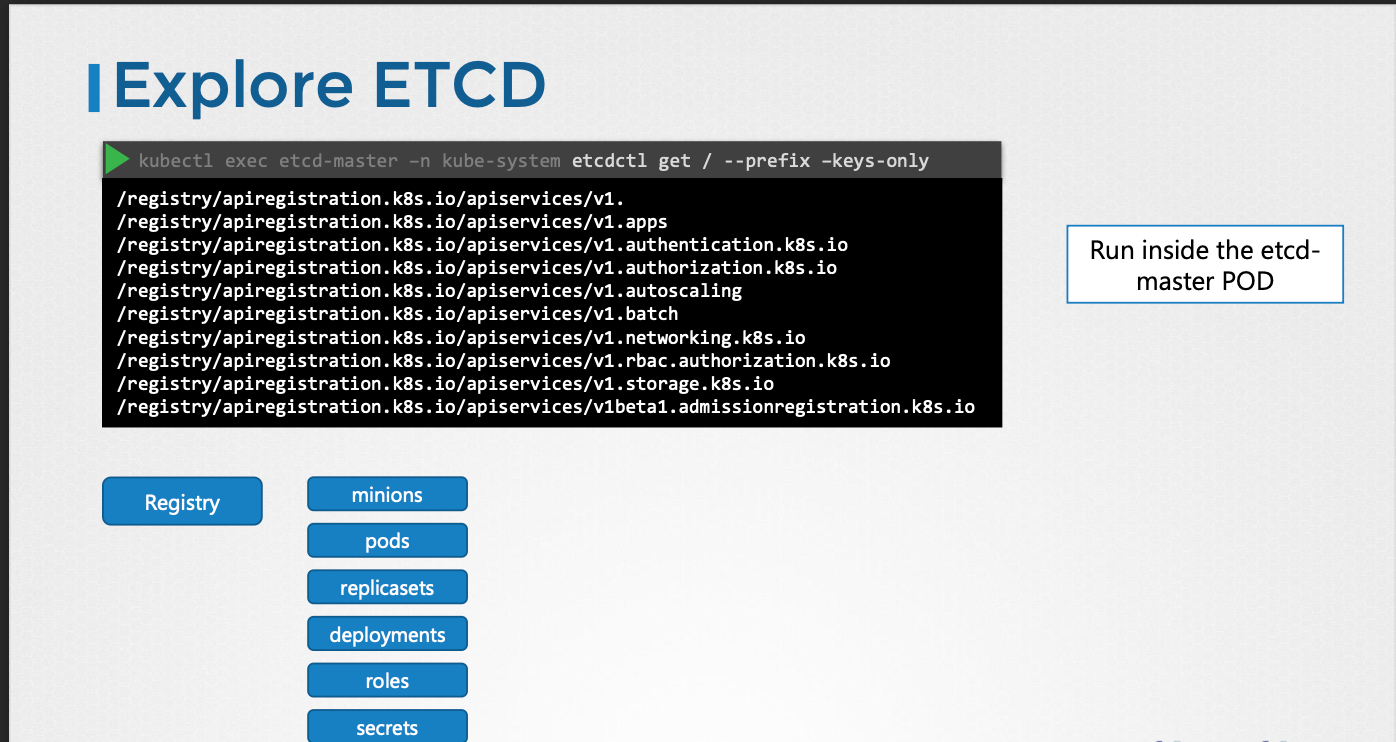 Explore ETCD
kubectl exec etcd-master –n kube-system etcdctl get / --prefix –keys-only
/registry/apiregistration.k8s.io/apiservices/v1.
/registry/apiregistration.k8s.io/apiservices/v1.apps
/registry/apiregistration.k8s.io/apiservices/v1.authentication.k8s.io
/registry/apiregistration.k8s.io/apiservices/v1.authorization.k8s.io
/registry/apiregistration.k8s.io/apiservices/v1.autoscaling
/registry/apiregistration.k8s.io/apiservices/v1.batch
/registry/apiregistration.k8s.io/apiservices/v1.networking.k8s.io
/registry/apiregistration.k8s.io/apiservices/v1.rbac.authorization.k8s.io
/registry/apiregistration.k8s.io/apiservices/v1.storage.k8s.io
/registry/apiregistration.k8s.io/apiservices/v1beta1.admissionregistration.k8s.io
Run inside the etcd-
master POD
Registry
minions
pods
replicasets
deployments
roles
secrets